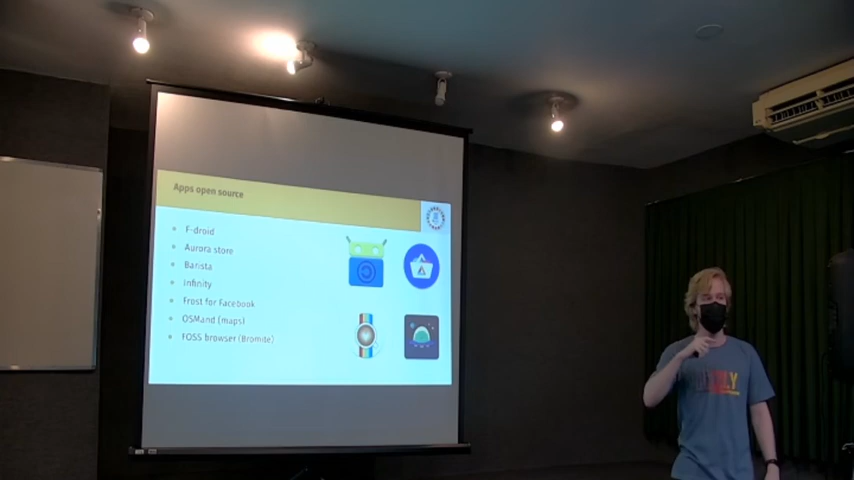 Apps open source
F-droid
Aurora store
Barista
Infinity
Frost for Facebook
OSMand (maps)
FOSS browser (Bromite)